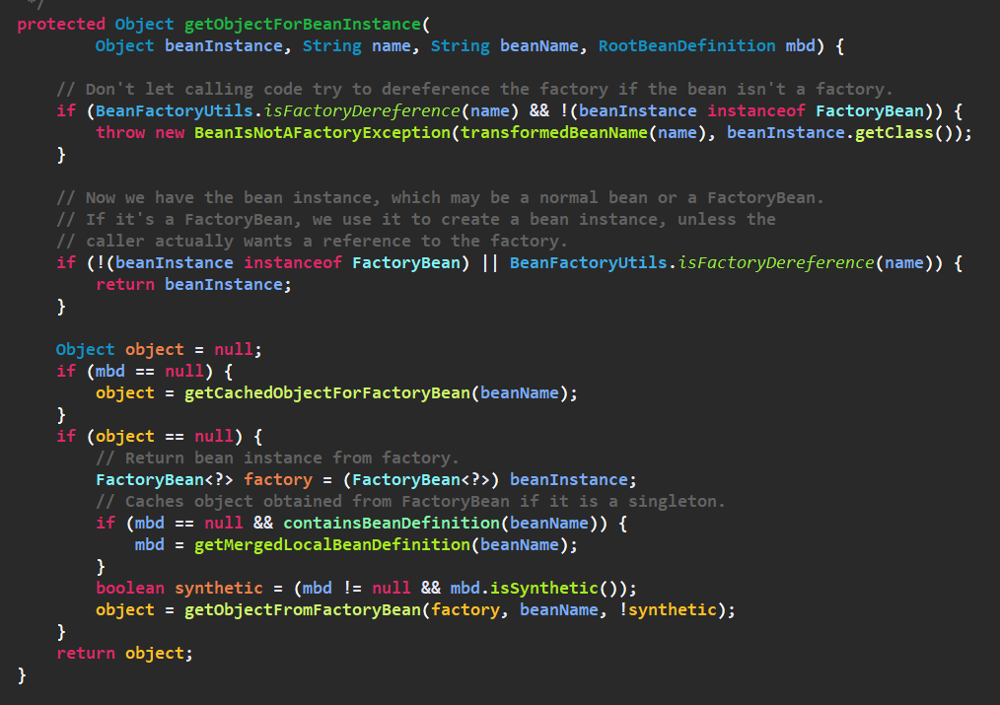 */
protected Object getObjectForBeanInstance(
        Object beanInstance, String name, String beanName, RootBeanDefinition mbd) {

    // Don't let calling code try to dereference the factory if the bean isn't a factory.
    if (BeanFactoryUtils.isFactoryDereference(name) && !(beanInstance instanceof FactoryBean)) {
        throw new BeanIsNotAFactoryException(transformedBeanName(name), beanInstance.getClass());
    }

    // Now we have the bean instance, which may be a normal bean or a FactoryBean.
    // If it's a FactoryBean, we use it to create a bean instance, unless the
    // caller actually wants a reference to the factory.
    if (!(beanInstance instanceof FactoryBean) || BeanFactoryUtils.isFactoryDereference(name)) {
        return beanInstance;
    }

    Object object = null;
    if (mbd == null) {
        object = getCachedObjectForFactoryBean(beanName);
    }
    if (object == null) {
        // Return bean instance from factory.
        FactoryBean<?> factory = (FactoryBean<?>) beanInstance;
        // Caches object obtained from FactoryBean if it is a singleton.
        if (mbd == null && containsBeanDefinition(beanName)) {
            mbd = getMergedLocalBeanDefinition(beanName);
        }
        boolean synthetic = (mbd != null && mbd.isSynthetic());
        object = getObjectFromFactoryBean(factory, beanName, !synthetic);
    }
    return object;
}